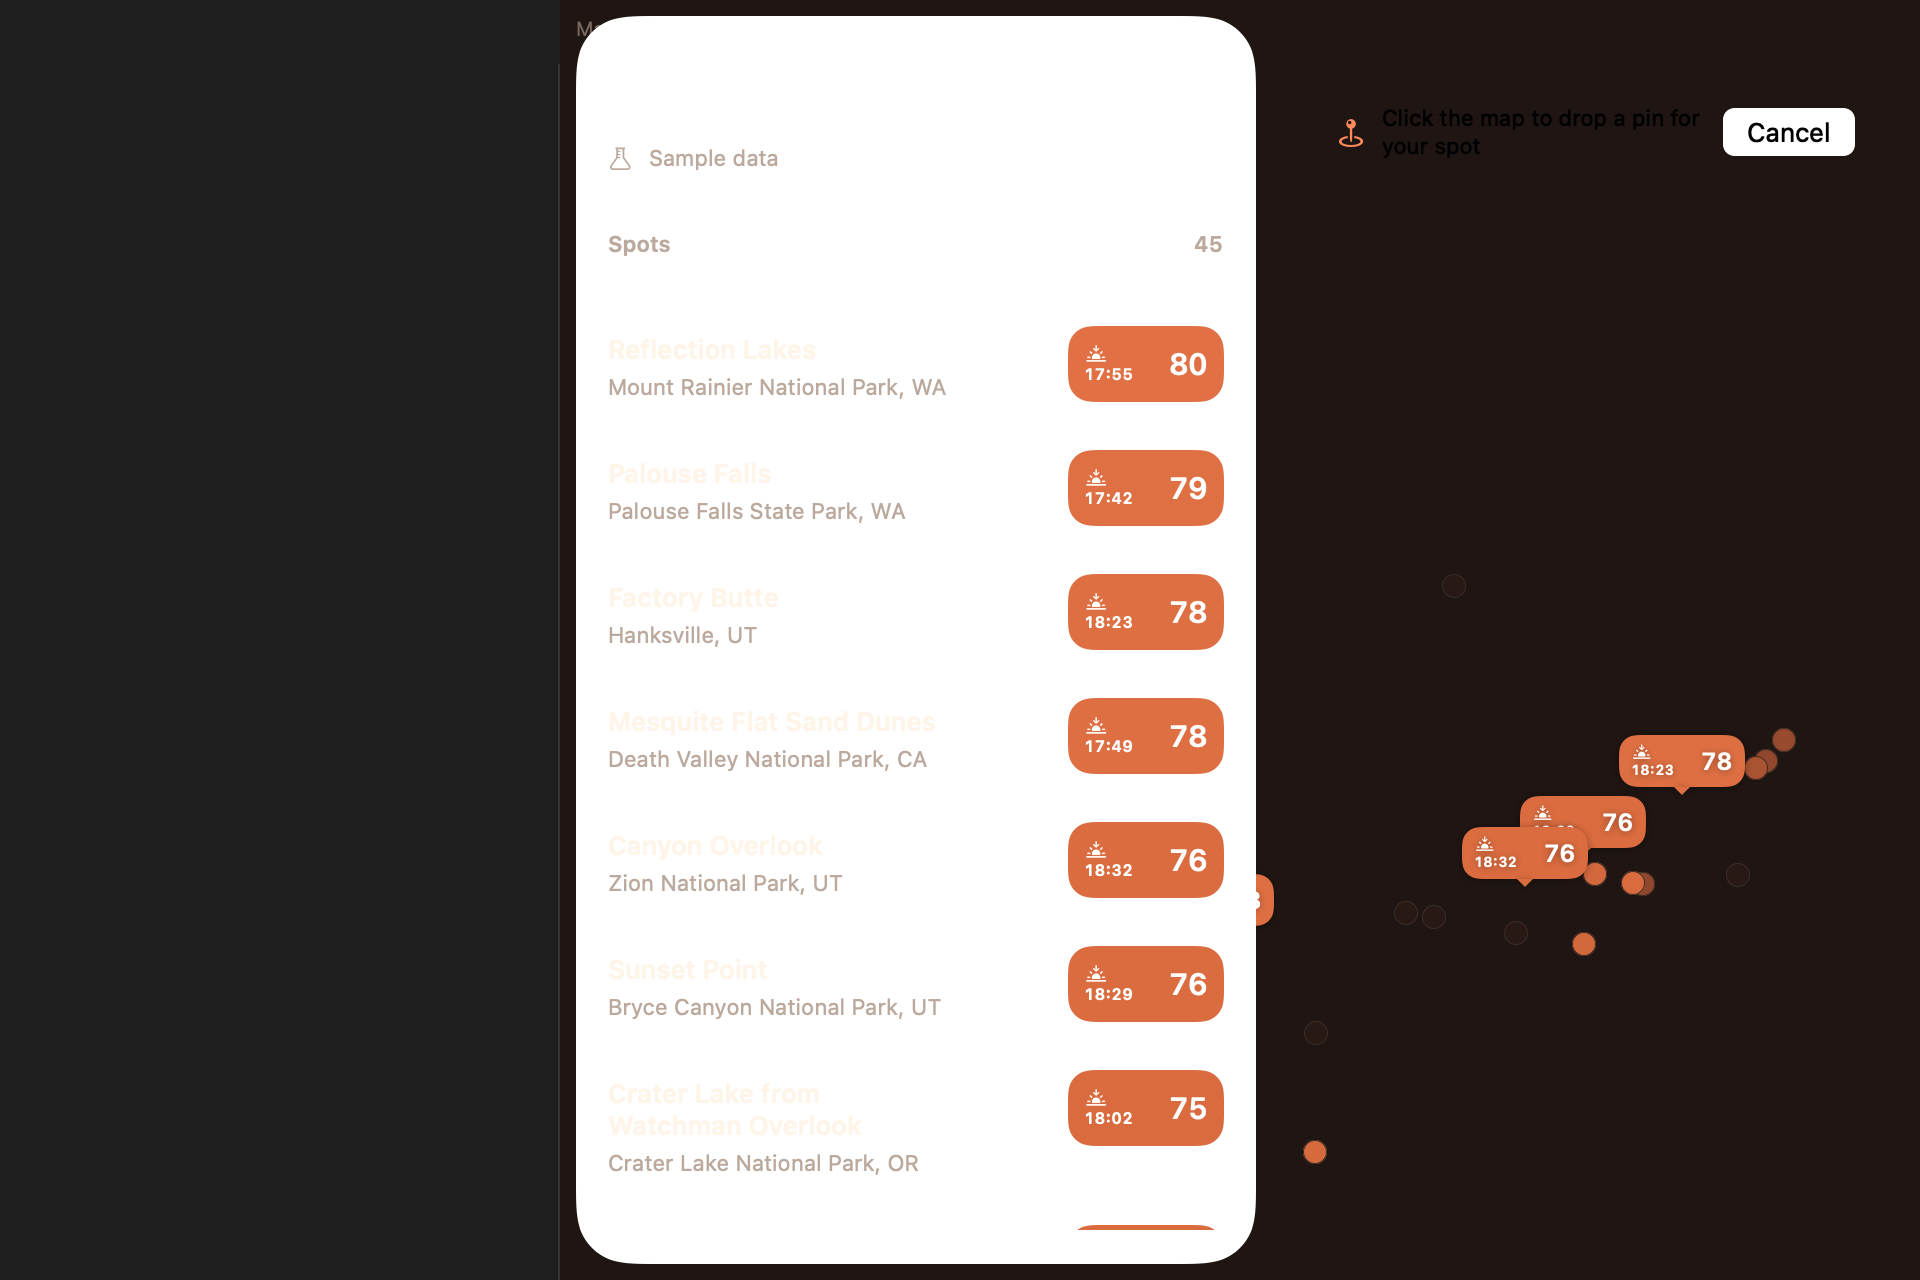 Sample data
Spots 45
Reflection Lakes
Mount Rainier National Park, WA
17:55 80
Palouse Falls
Palouse Falls State Park, WA
17:42 79
Factory Butte
Hanksville, UT
18:23 78
Mesquite Flat Sand Dunes
Death Valley National Park, CA
17:49 78
Canyon Overlook
Zion National Park, UT
18:32 76
Sunset Point
Bryce Canyon National Park, UT
18:29 76
Crater Lake from
Watchman Overlook
Crater Lake National Park, OR
18:02 75
Click the map to drop a pin for
your spot
Cancel
18:23 78
76
18:32 76